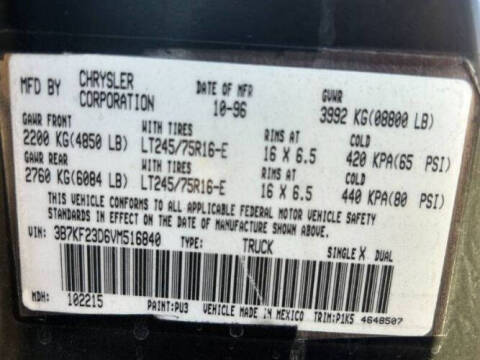 MFD BY CHRYSLER CORPORATION DATE OF MFR 10-96 GVWR 3992 KG(08800 LB)
GAWR FRONT WITH TIRES RIMS AT COLD
2200 KG(4850 LB) LT245/75R16-E 16 X 6.5 420 KPA(65 PSI)
GAWR REAR WITH TIRES RIMS AT COLD
2760 KG(6084 LB) LT245/75R16-E 16 X 6.5 440 KPA(80 PSI)
THIS VEHICLE CONFORMS TO ALL APPLICABLE FEDERAL MOTOR VEHICLE SAFETY
STANDARDS IN EFFECT ON THE DATE OF MANUFACTURE SHOWN ABOVE
VIN: 3B7KF23D6VM516840 TYPE: TRUCK SINGLE X DUAL
MDH: 102215 PAINT:PU3 VEHICLE MADE IN MEXICO TRIM:P1K5 4648507